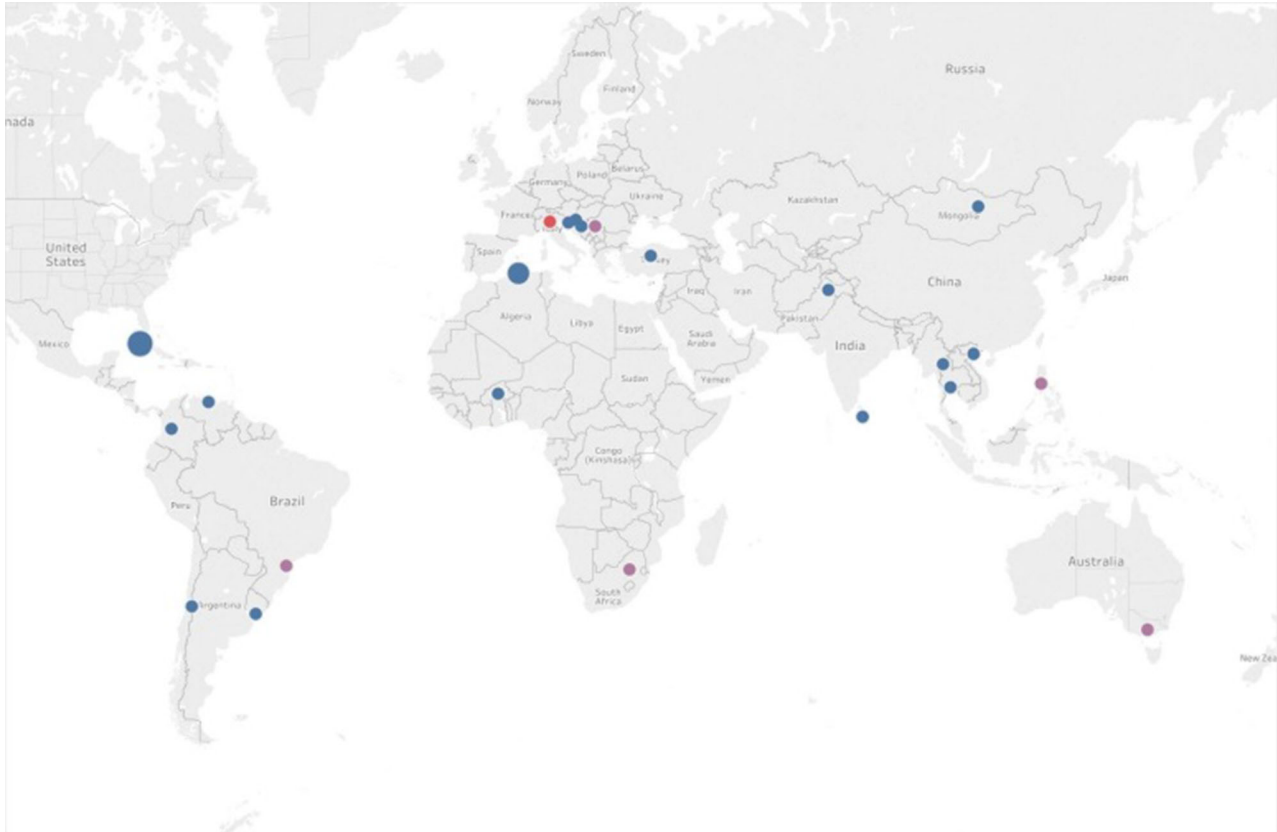 Sweden
Russia
Finland
Norway
nada
Belarus
Poland
Germany
Ukraine
Kazakhstan
France
Mongolia
United
States
Spain
Japan
China
Iraq
Iran
Algeria
Pakistan
Libya
Egypt
Saudi
Arabia
Mexico
India
Sudan
Yemen
Congo
(Kinshasa)
Brazil
Peru
Australia
South
Africa
Argentina
New Zea